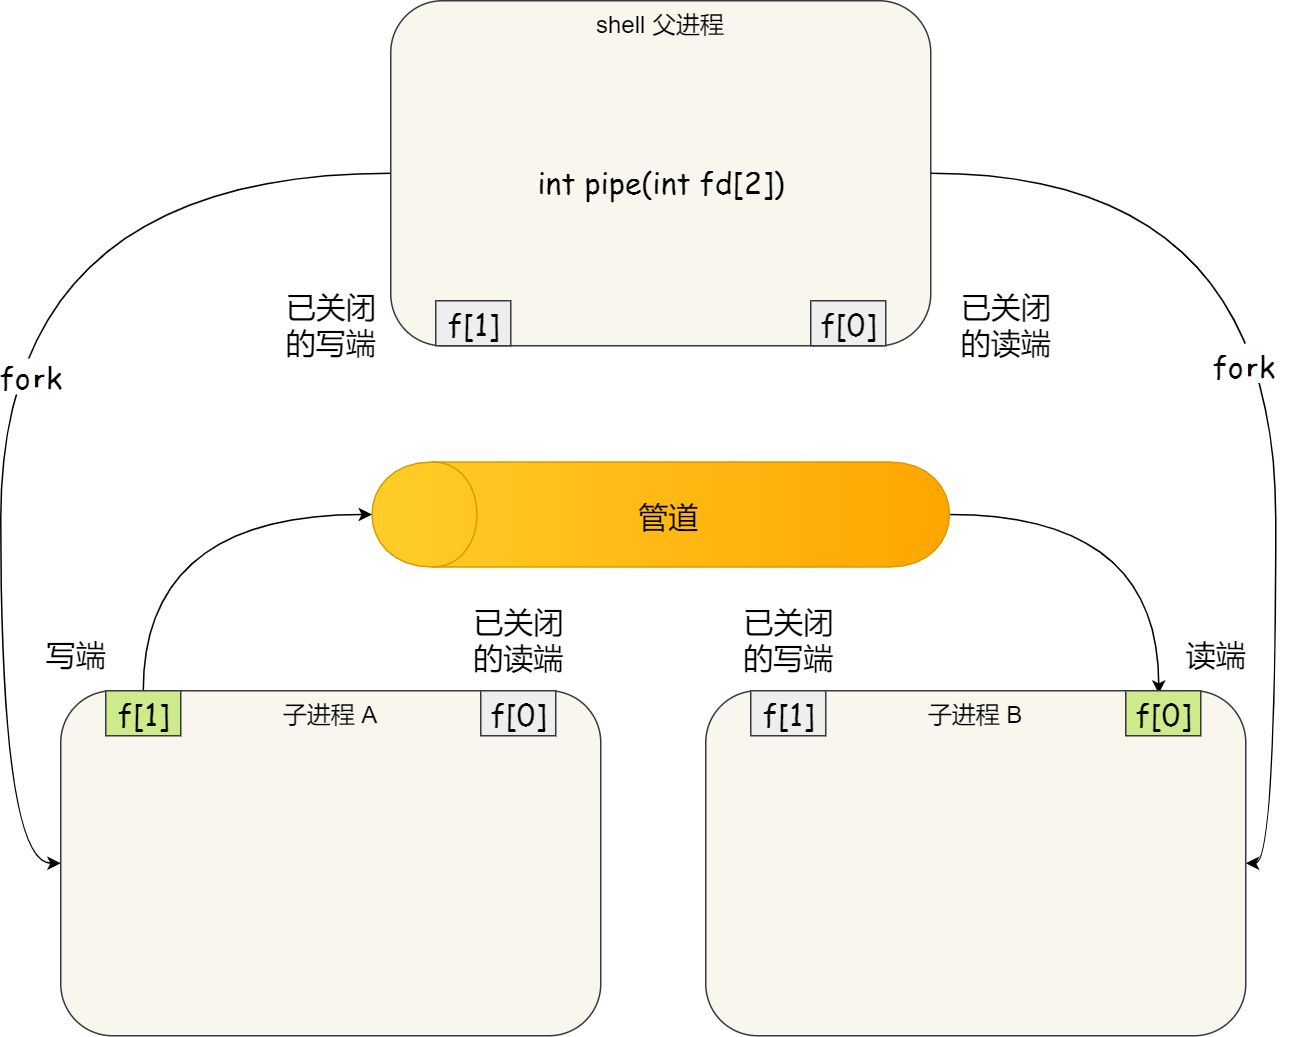 shell 父进程
int pipe(int fd[2])
已关闭
的写端
f[1]
f[0]
已关闭
的读端
fork
fork
管道
写端
已关闭
的读端
已关闭
的写端
读端
f[1]
子进程 A
f[0]
f[1]
子进程 B
f[0]